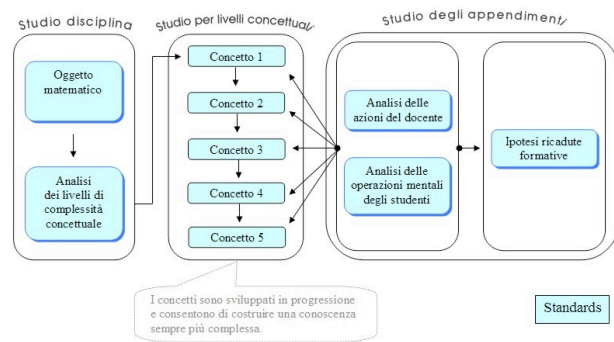 Studio disciplina
Oggetto
matematico
Analisi
dei livelli di
complessità
concettuale
Studio per livelli concettuali
Concetto 1
Concetto 2
Concetto 3
Concetto 4
Concetto 5
I concetti sono sviluppati in progressione
e consentono di costruire una conoscenza
sempre più complessa.
Studio degli appendimenti
Analisi delle
azioni del docente
Analisi delle
operazioni mentali
degli studenti
Ipotesi ricadute
formative
Standards